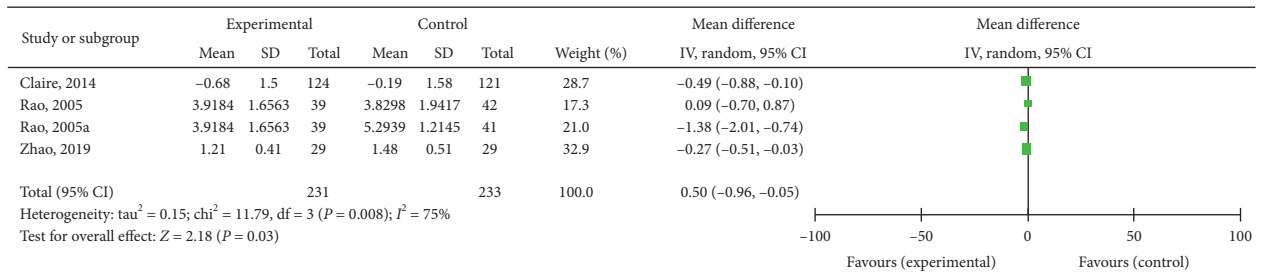 Experimental Control Mean difference Mean difference
Study or subgroup
Mean SD Total Mean SD Total Weight (%) IV, random, 95% CI IV, random, 95% CI
Claire, 2014 –0.68 1.5 124 –0.19 1.58 121 28.7 –0.49 (–0.88, –0.10)
Rao, 2005 3.9184 1.6563 39 3.8298 1.9417 42 17.3 0.09 (–0.70, 0.87)
Rao, 2005a 3.9184 1.6563 39 5.2939 1.2145 41 21.0 –1.38 (–2.01, –0.74)
Zhao, 2019 1.21 0.41 29 1.48 0.51 29 32.9 –0.27 (–0.51, –0.03)
Total (95% CI) 231 233 100.0 0.50 (–0.96, –0.05)
Heterogeneity: tau² = 0.15; chi² = 11.79, df = 3 (P = 0.008); I² = 75%
Test for overall effect: Z = 2.18 (P = 0.03)
–100 –50 0 50 100
Favours (experimental) Favours (control)